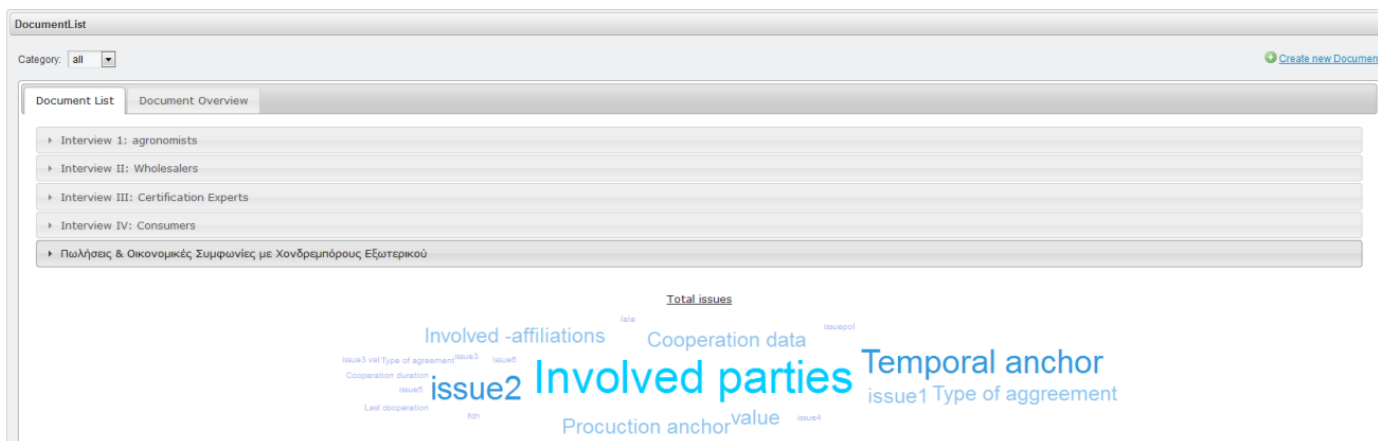 DocumentList
Category: all
Create new Documen
Document List Document Overview
Interview 1: agronomists
Interview II: Wholesalers
Interview III: Certification Experts
Interview IV: Consumers
Πωλήσεις & Οικονομικές Συμφωνίες με Χονδρεμπόρους Εξωτερικού
Total issues
lala
issuepol
Involved -affiliations Cooperation data
issue3 val Type of agreement issue3 issue6
Temporal anchor
Cooperation duration
issue5 issue2 Involved parties
issue1 Type of aggreement
Last cooperation
fdh
Procuction anchor value issue4